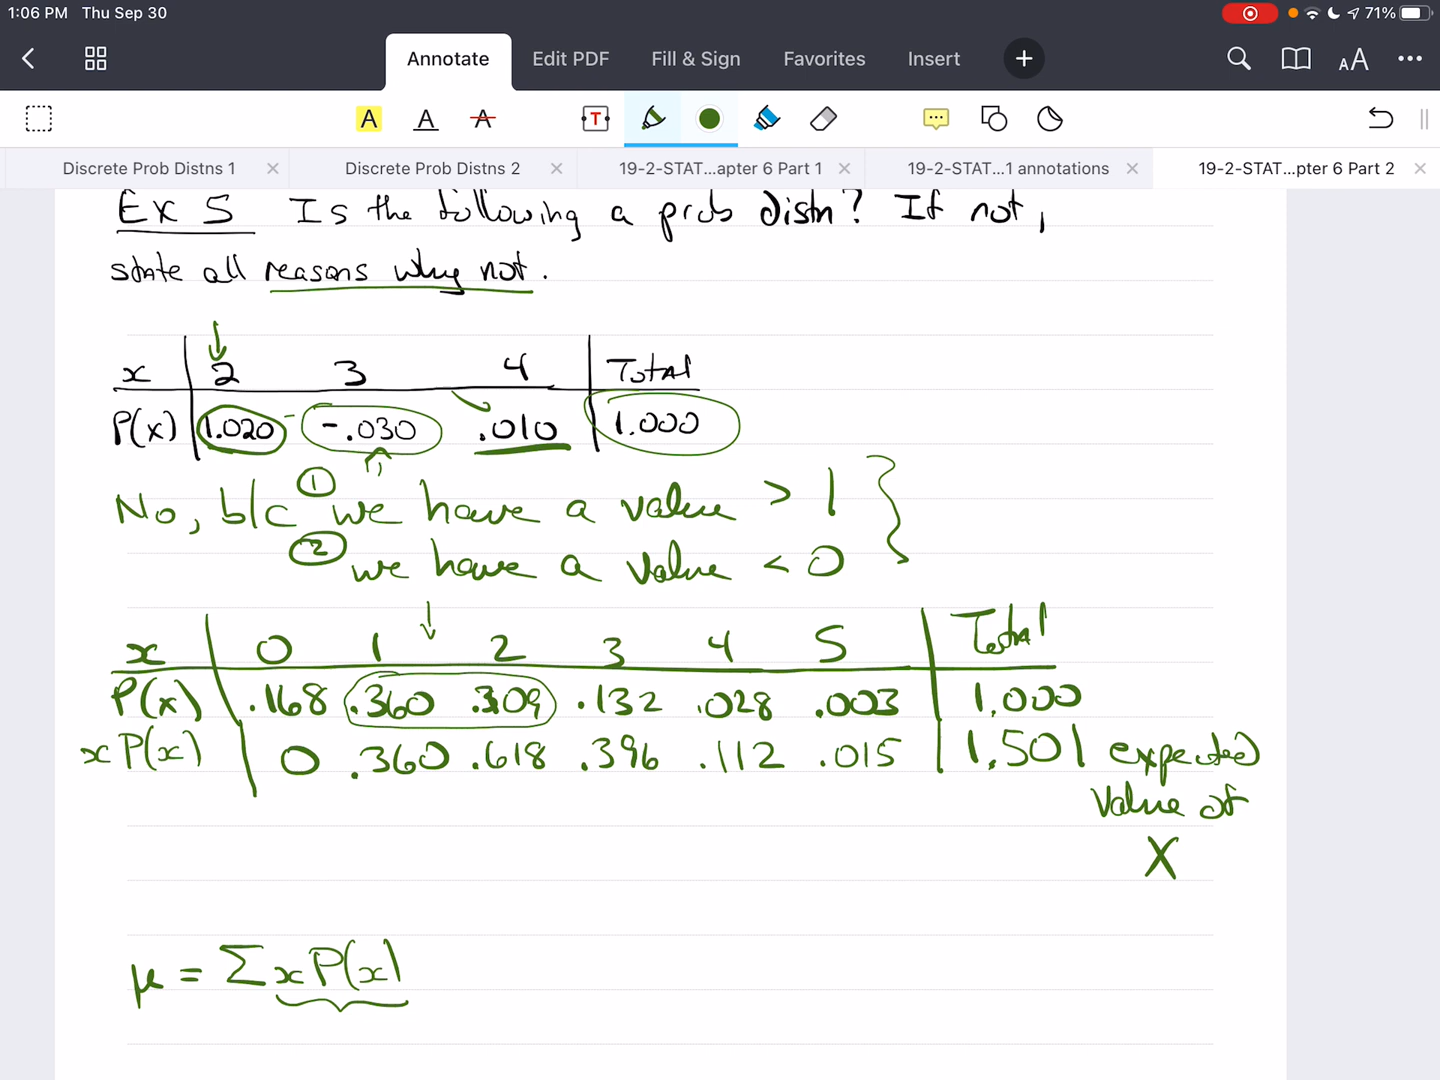 1:06 PM Thu Sep 30 71%
Annotate Edit PDF Fill & Sign Favorites Insert
Discrete Prob Distns 1 Discrete Prob Distns 2 19-2-STAT...apter 6 Part 1 19-2-STAT...1 annotations 19-2-STAT...pter 6 Part 2
Ex 5 Is the following a prob distn? If not,
state all reasons why not.
x 2 3 4 Total
P(x) 1.020 -.030 .010 1.000
No, b/c ① we have a value > 1
② we have a value < 0
x 0 1 2 3 4 5 Total
P(x) .168 .360 .309 .132 .028 .003 1.000
x P(x) 0 .360 .618 .396 .112 .015 1.501 expected
value of
X
μ = Σ x P(x)